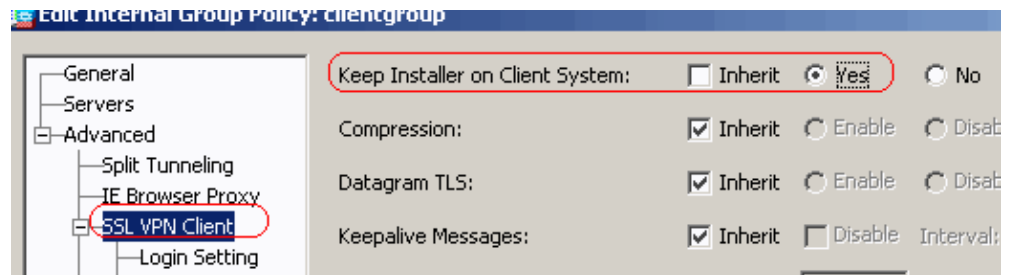 Edit Internal Group Policy: clientgroup
General
Servers
Advanced
Split Tunneling
IE Browser Proxy
SSL VPN Client
Login Setting
Keep Installer on Client System: Inherit Yes No
Compression: Inherit Enable Disab
Datagram TLS: Inherit Enable Disab
Keepalive Messages: Inherit Disable Interval: